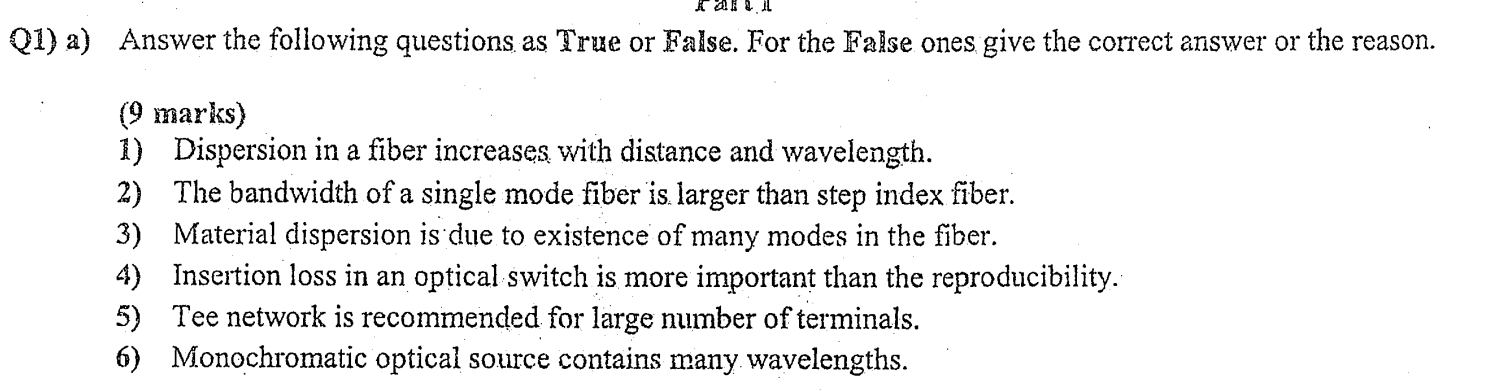 Part I
Q1) a) Answer the following questions as True or False. For the False ones give the correct answer or the reason.
(9 marks)
1) Dispersion in a fiber increases with distance and wavelength.
2) The bandwidth of a single mode fiber is larger than step index fiber.
3) Material dispersion is due to existence of many modes in the fiber.
4) Insertion loss in an optical switch is more important than the reproducibility.
5) Tee network is recommended for large number of terminals.
6) Monochromatic optical source contains many wavelengths.